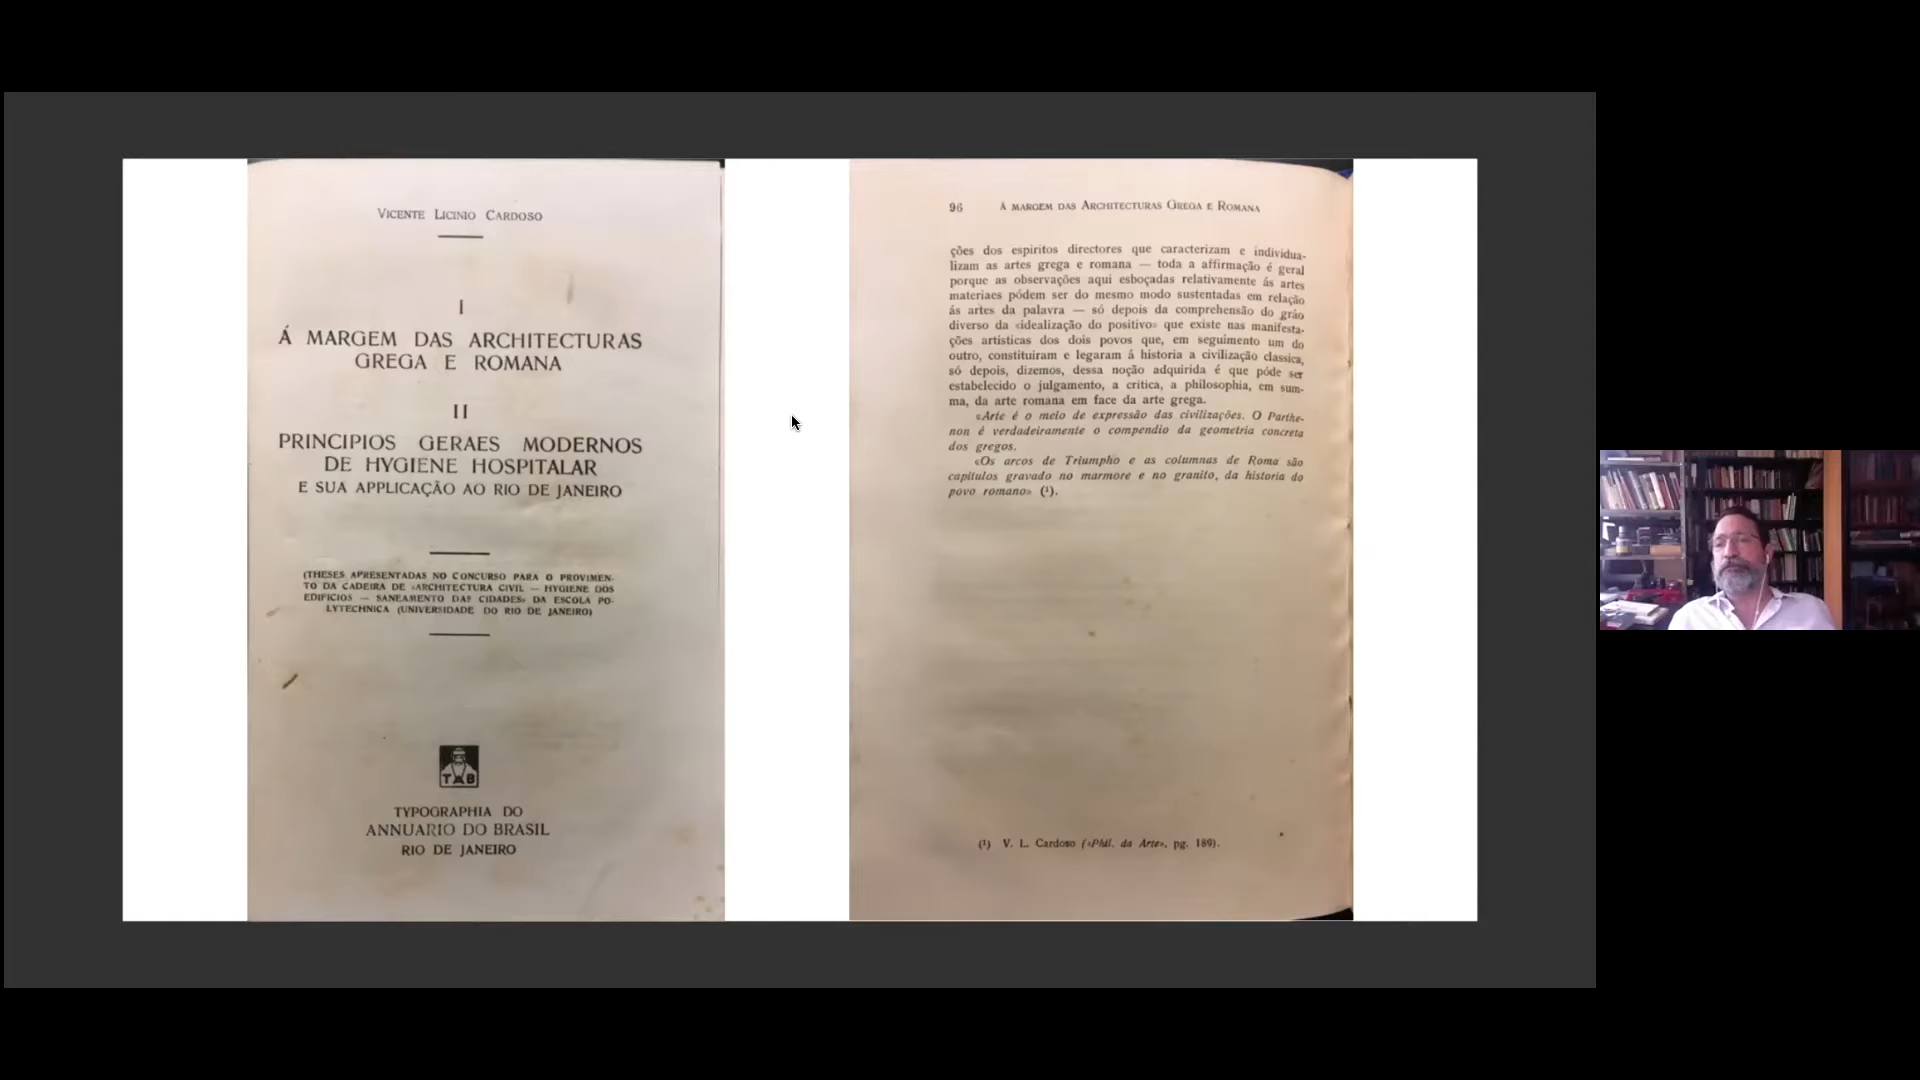 VICENTE LICINIO CARDOSO
I
Á MARGEM DAS ARCHITECTURAS
GREGA E ROMANA
II
PRINCIPIOS GERAES MODERNOS
DE HYGIENE HOSPITALAR
E SUA APPLICAÇÃO AO RIO DE JANEIRO
(THESES APRESENTADAS NO CONCURSO PARA O PROVIMEN-
TO DA CADEIRA DE «ARCHITECTURA CIVIL — HYGIENE DOS
EDIFICIOS — SANEAMENTO DAS CIDADES» DA ESCOLA PO-
LYTECHNICA (UNIVERSIDADE DO RIO DE JANEIRO)
TAB
TYPOGRAPHIA DO
ANNUARIO DO BRASIL
RIO DE JANEIRO
96 Á MARGEM DAS ARCHITECTURAS GREGA E ROMANA
ções dos espiritos directores que caracterizam e individua-
lizam as artes grega e romana — toda a affirmação é geral
porque as observações aqui esboçadas relativamente ás artes
materiaes pódem ser do mesmo modo sustentadas em relação
ás artes da palavra — só depois da comprehensão do gráo
diverso da «idealização do positivo» que existe nas manifesta-
ções artisticas dos dois povos que, em seguimento um do
outro, constituiram e legaram á historia a civilização classica,
só depois, dizemos, dessa noção adquirida é que póde ser
estabelecido o julgamento, a critica, a philosophia, em sum-
ma, da arte romana em face da arte grega.
«Arte é o meio de expressão das civilizações. O Parthe-
non é verdadeiramente o compendio da geometria concreta
dos gregos.
«Os arcos de Triumpho e as columnas de Roma são
capitulos gravado no marmore e no granito, da historia do
povo romano» (¹).
(¹) V. L. Cardoso («Phil. da Arte», pg. 189).